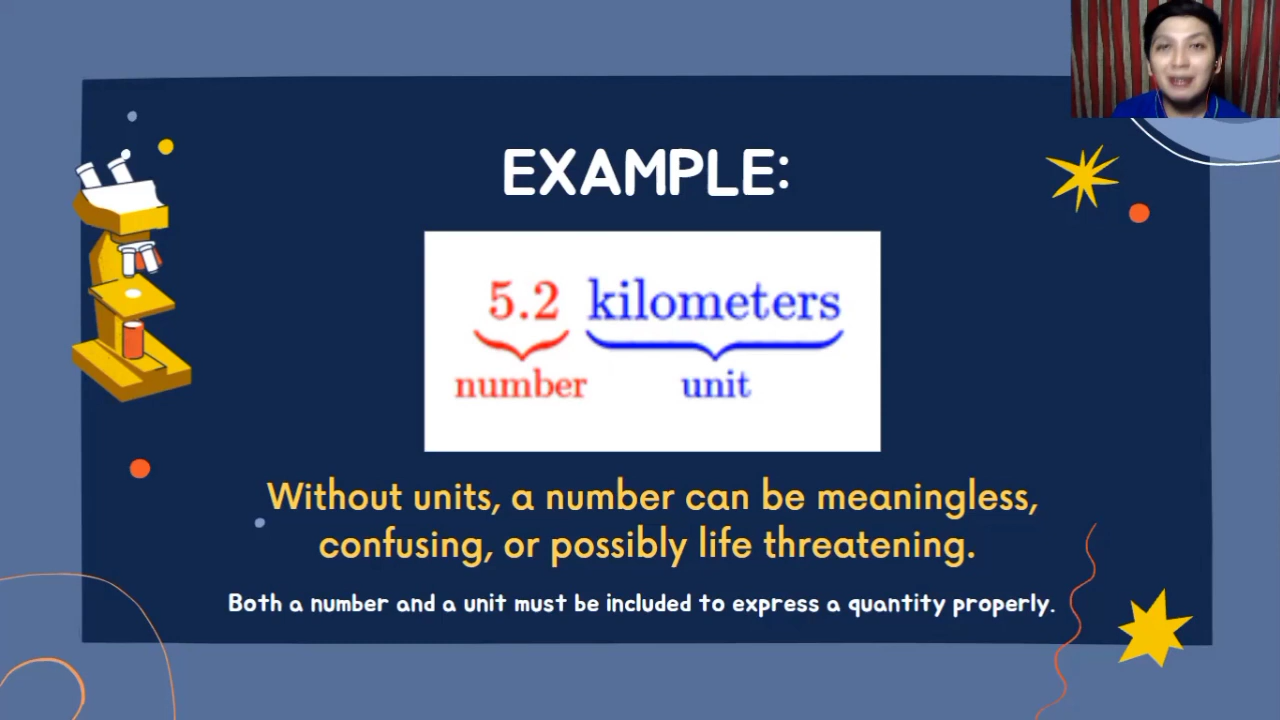 EXAMPLE:
5.2 kilometers
number unit
Without units, a number can be meaningless,
confusing, or possibly life threatening.
Both a number and a unit must be included to express a quantity properly.